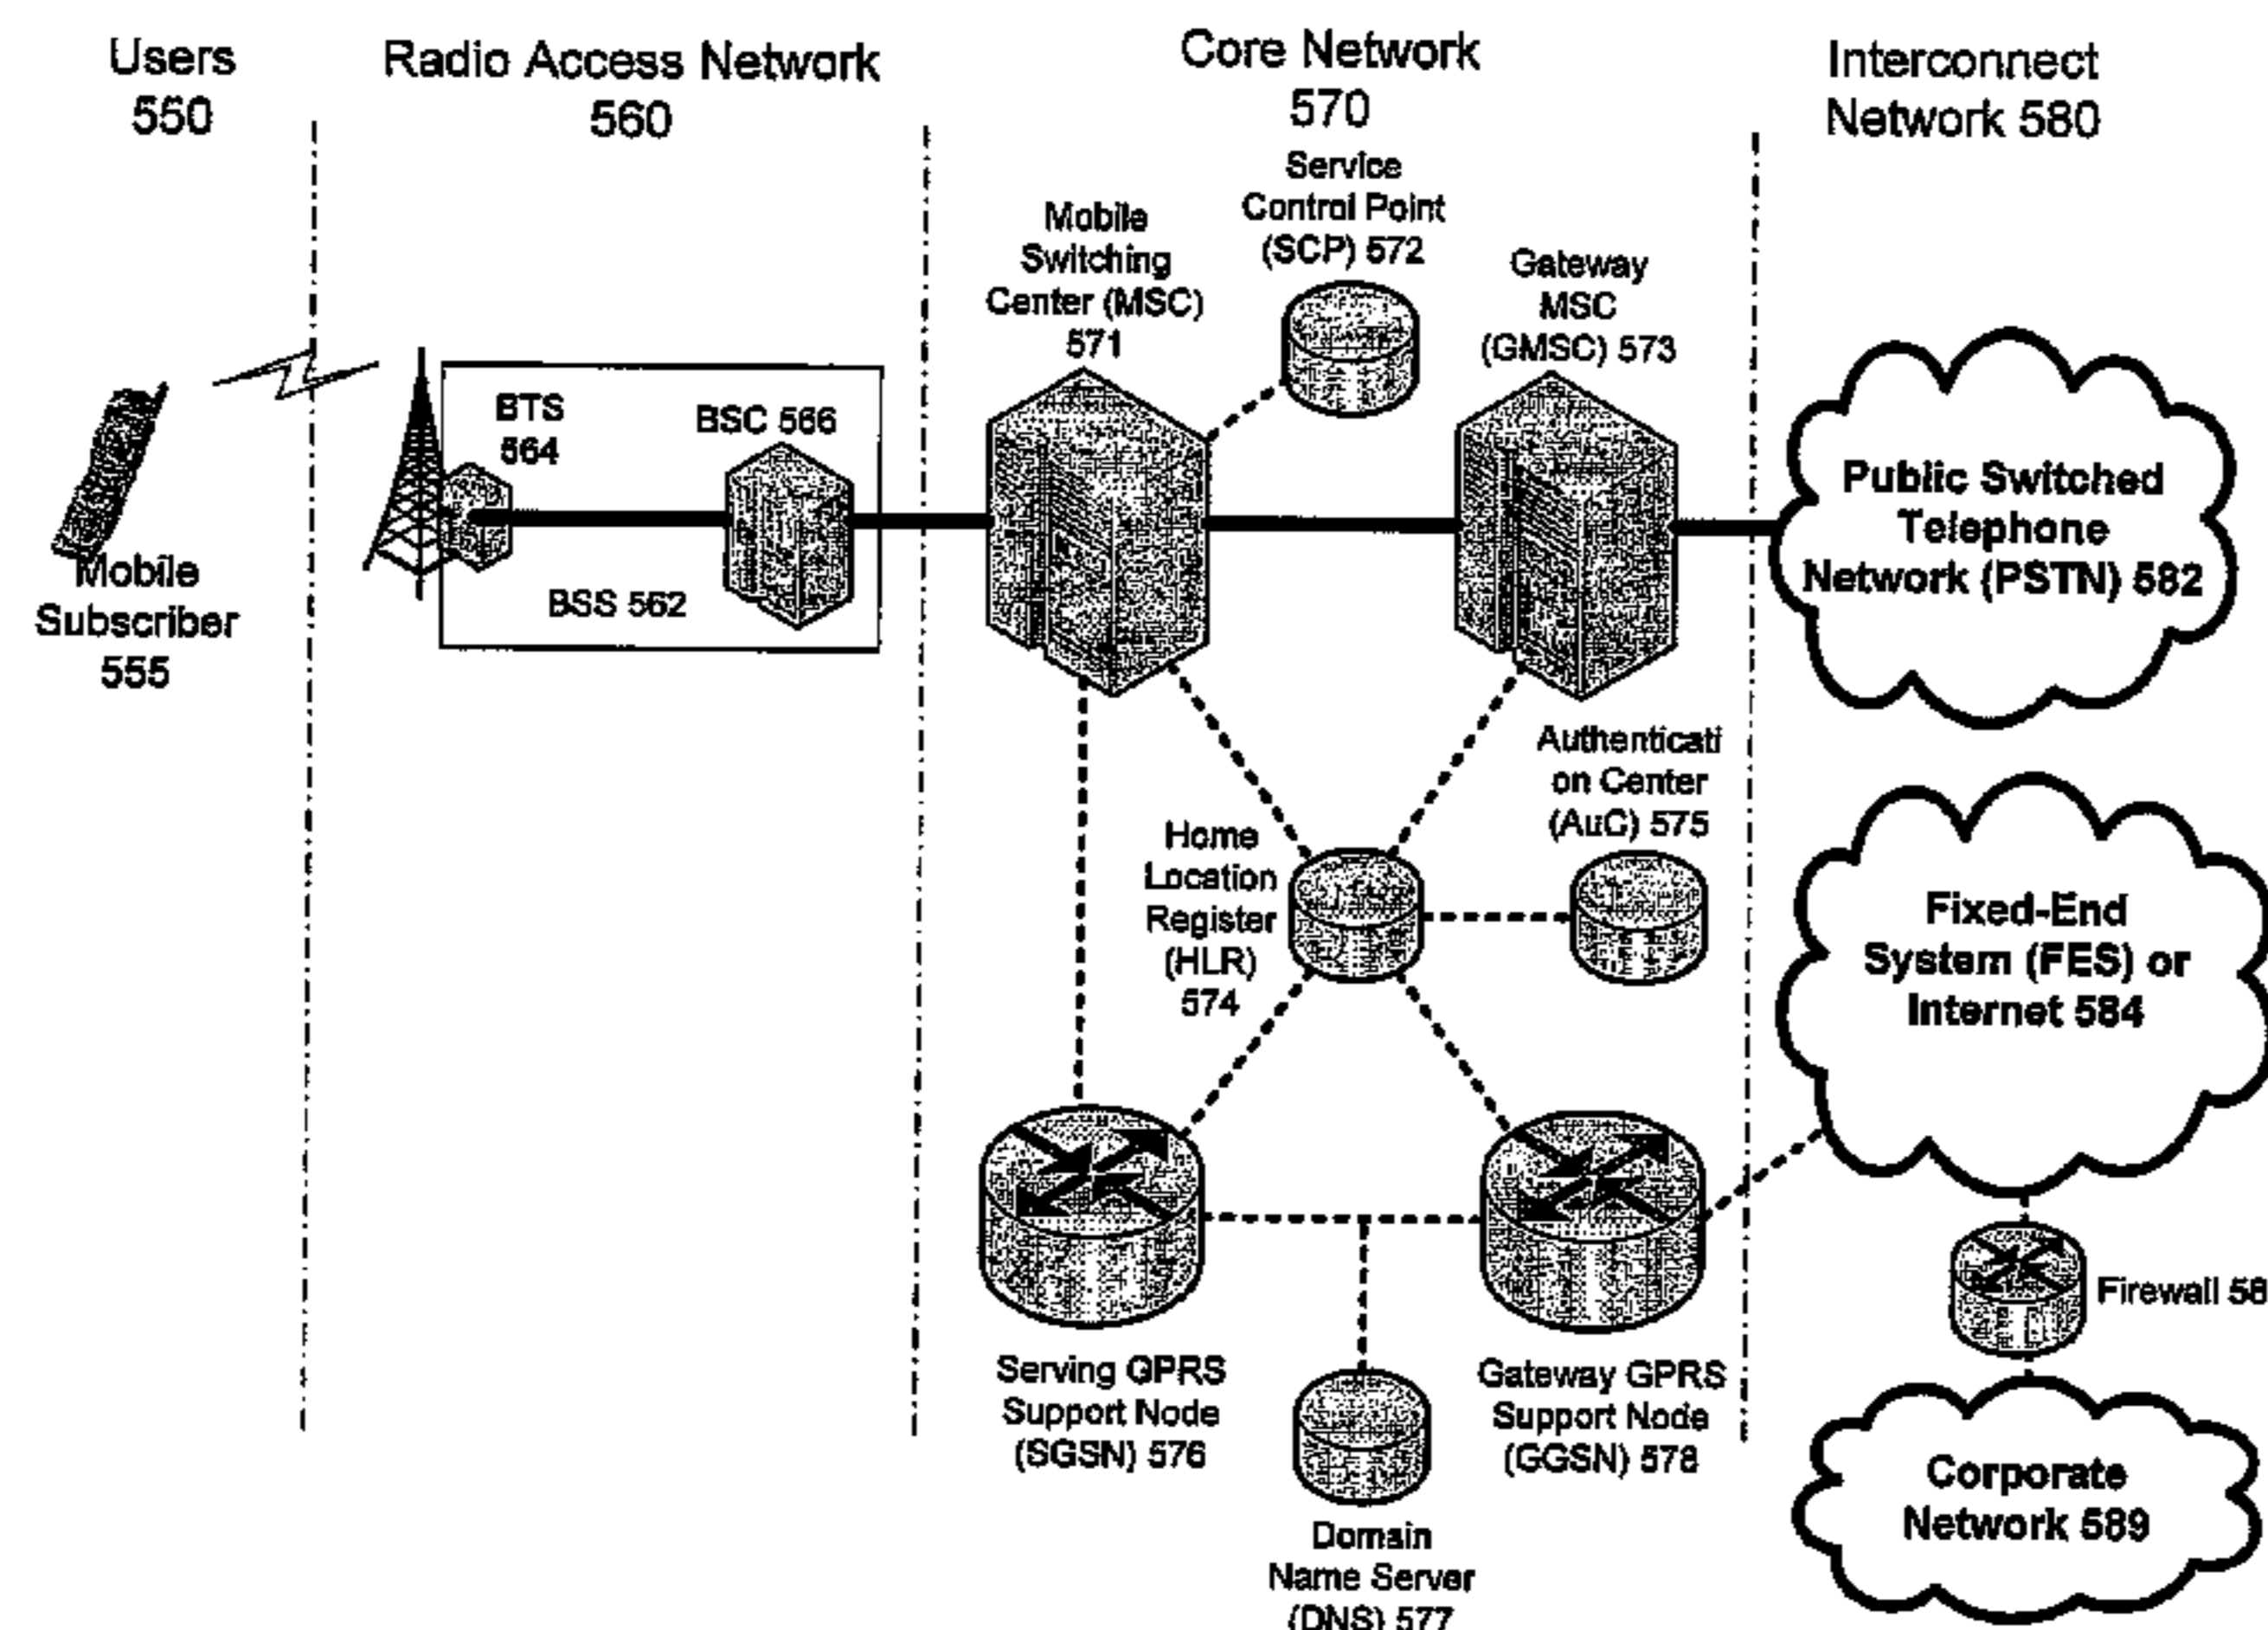 Users
550
Radio Access Network
560
Core Network
570
Interconnect
Network 580
Service
Control Point
(SCP) 572
Mobile
Switching
Center (MSC)
571
Gateway
MSC
(GMSC) 573
BTS
564
BSC 566
BSS 562
Mobile
Subscriber
555
Public Switched
Telephone
Network (PSTN) 582
Authenticati
on Center
(AuC) 575
Home
Location
Register
(HLR)
574
Fixed-End
System (FES) or
Internet 584
Firewall 58
Serving GPRS
Support Node
(SGSN) 576
Gateway GPRS
Support Node
(GGSN) 578
Corporate
Network 589
Domain
Name Server
(DNS) 577